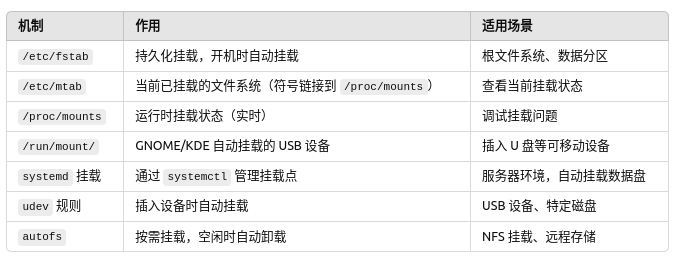 机制 作用 适用场景
/etc/fstab 持久化挂载，开机时自动挂载 根文件系统、数据分区
/etc/mtab 当前已挂载的文件系统（符号链接到 /proc/mounts ） 查看当前挂载状态
/proc/mounts 运行时挂载状态（实时） 调试挂载问题
/run/mount/ GNOME/KDE 自动挂载的 USB 设备 插入 U 盘等可移动设备
systemd 挂载 通过 systemctl 管理挂载点 服务器环境，自动挂载数据盘
udev 规则 插入设备时自动挂载 USB 设备、特定磁盘
autofs 按需挂载，空闲时自动卸载 NFS 挂载、远程存储